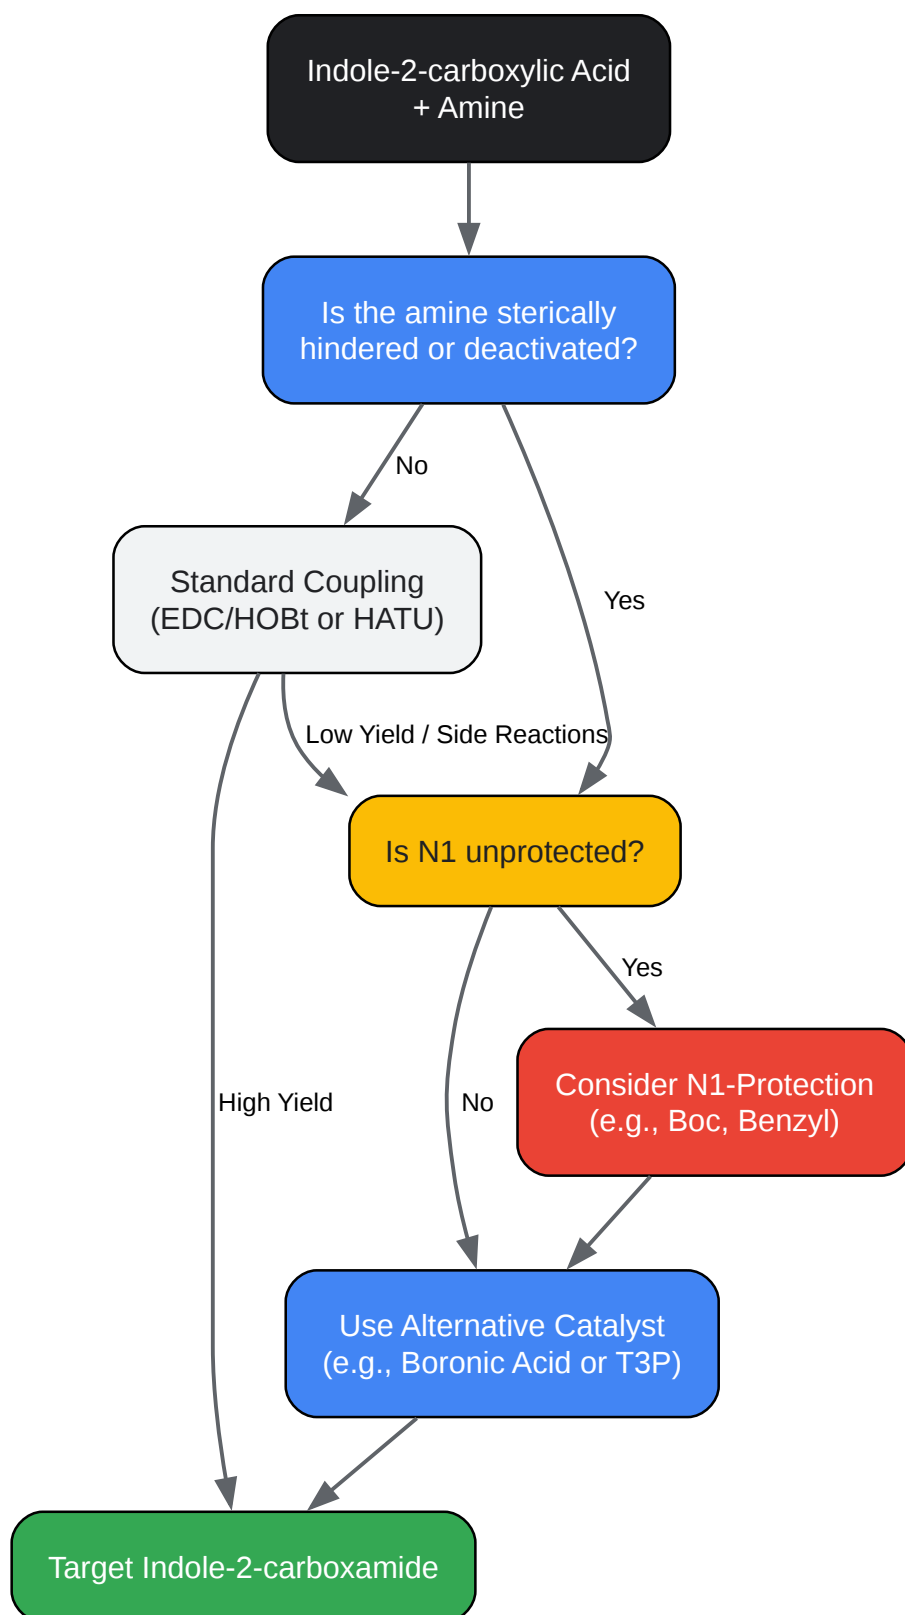 Indole-2-carboxylic Acid
+ Amine
Is the amine sterically
hindered or deactivated?
No
Standard Coupling
(EDC/HOBt or HATU)
Yes
Low Yield / Side Reactions
Is N1 unprotected?
Yes
Consider N1-Protection
(e.g., Boc, Benzyl)
High Yield
No
Use Alternative Catalyst
(e.g., Boronic Acid or T3P)
Target Indole-2-carboxamide